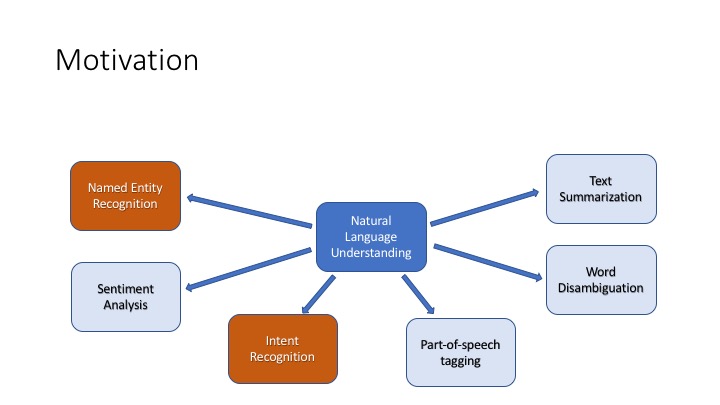 Motivation
Named Entity
Recognition
Text
Summarization
Natural
Language
Understanding
Sentiment
Analysis
Word
Disambiguation
Intent
Recognition
Part-of-speech
tagging